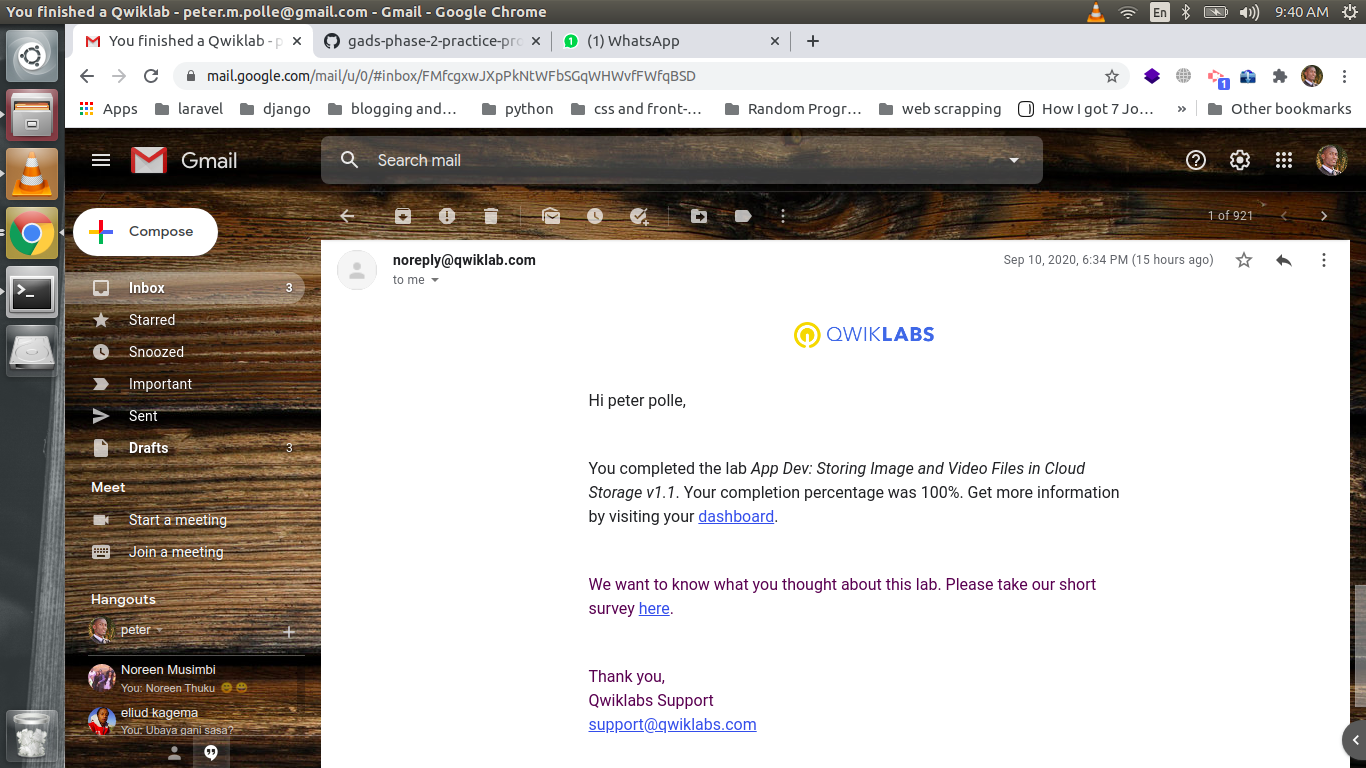 You finished a Qwiklab - peter.m.polle@gmail.com - Gmail - Google Chrome
En
9:40 AM
You finished a Qwiklab - p
gads-phase-2-practice-pro
1
(1) WhatsApp
mail.google.com/mail/u/0/#inbox/FMfcgxwJXpPkNtWFbSGqWHWvfFWfqBSD
1
Apps
laravel
django
blogging and...
python
css and front-...
Random Progr...
web scrapping
How I got 7 Jo...
»
Other bookmarks
Gmail
Search mail
Compose
1 of 921
Inbox
3
Starred
Snoozed
Important
Sent
Drafts
3
Meet
Start a meeting
Join a meeting
Hangouts
peter
Noreen Musimbi
You: Noreen Thuku
eliud kagema
You: Ubaya gani sasa?
noreply@qwiklab.com
Sep 10, 2020, 6:34 PM (15 hours ago)
to me
QWIKLABS
Hi peter polle,
You completed the lab App Dev: Storing Image and Video Files in Cloud
Storage v1.1. Your completion percentage was 100%. Get more information
by visiting your dashboard.
We want to know what you thought about this lab. Please take our short
survey here.
Thank you,
Qwiklabs Support
support@qwiklabs.com